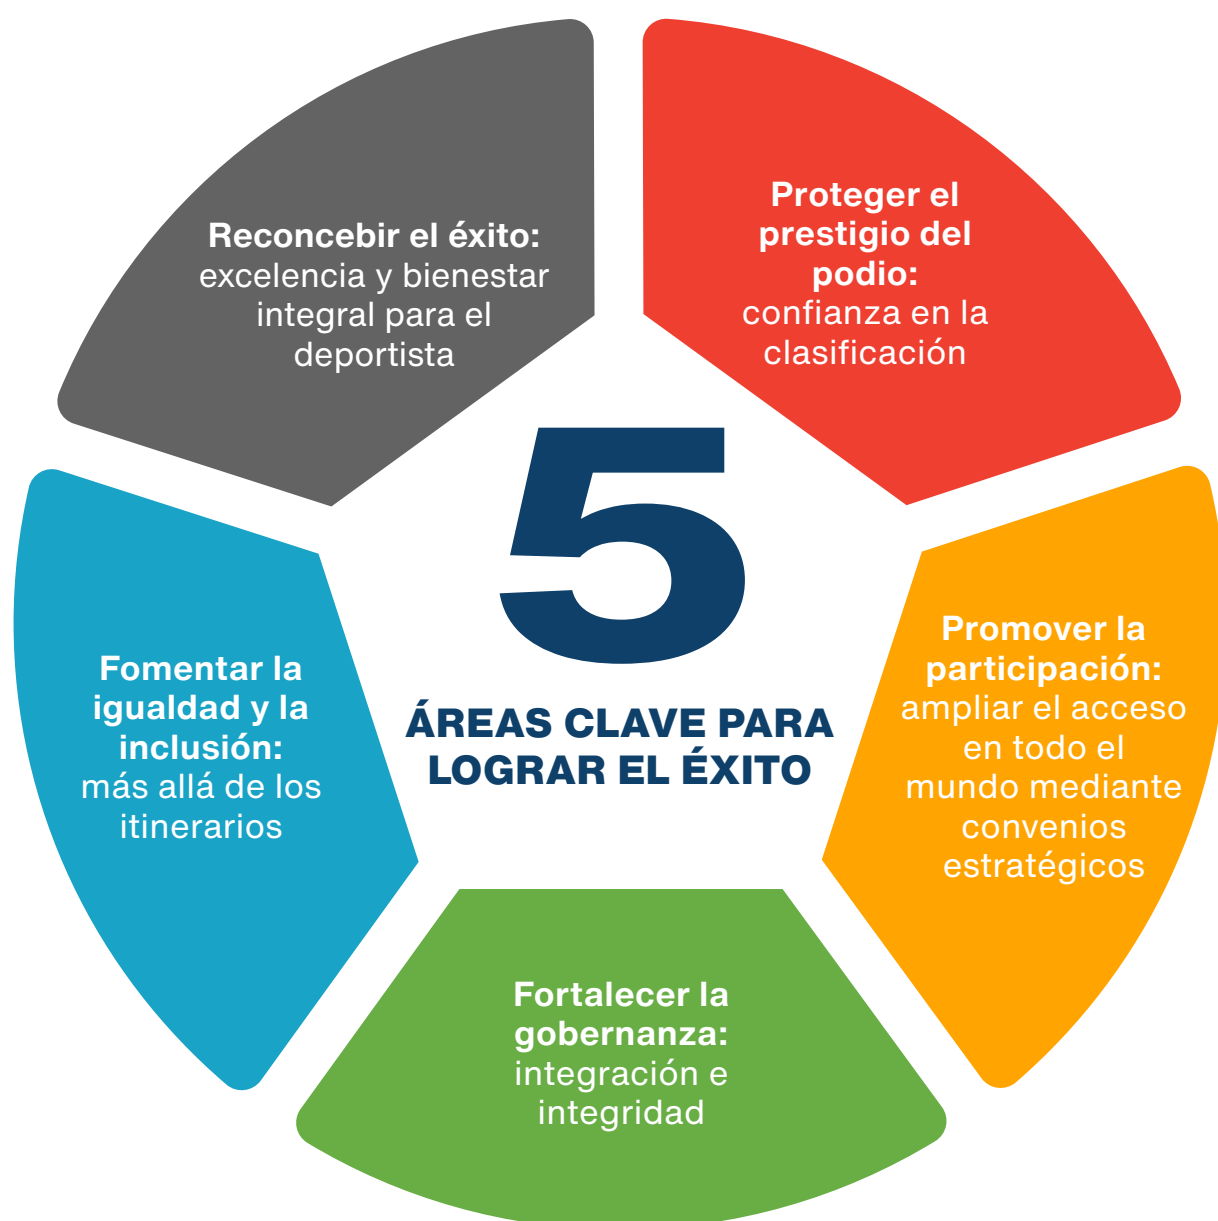 Reconcebir el éxito:
excelencia y bienestar
integral para el
deportista
Proteger el
prestigio del
podio:
confianza en la
clasificación
5
ÁREAS CLAVE PARA
LOGRAR EL ÉXITO
Fomentar la
igualdad y la
inclusión:
más allá de los
itinerarios
Promover la
participación:
ampliar el acceso
en todo el
mundo mediante
convenios
estratégicos
Fortalecer la
gobernanza:
integración e
integridad